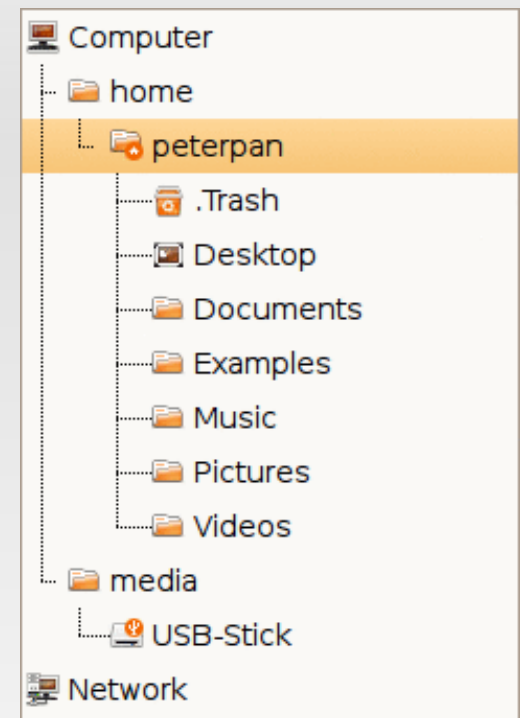 Computer
home
peterpan
.Trash
Desktop
Documents
Examples
Music
Pictures
Videos
media
USB-Stick
Network